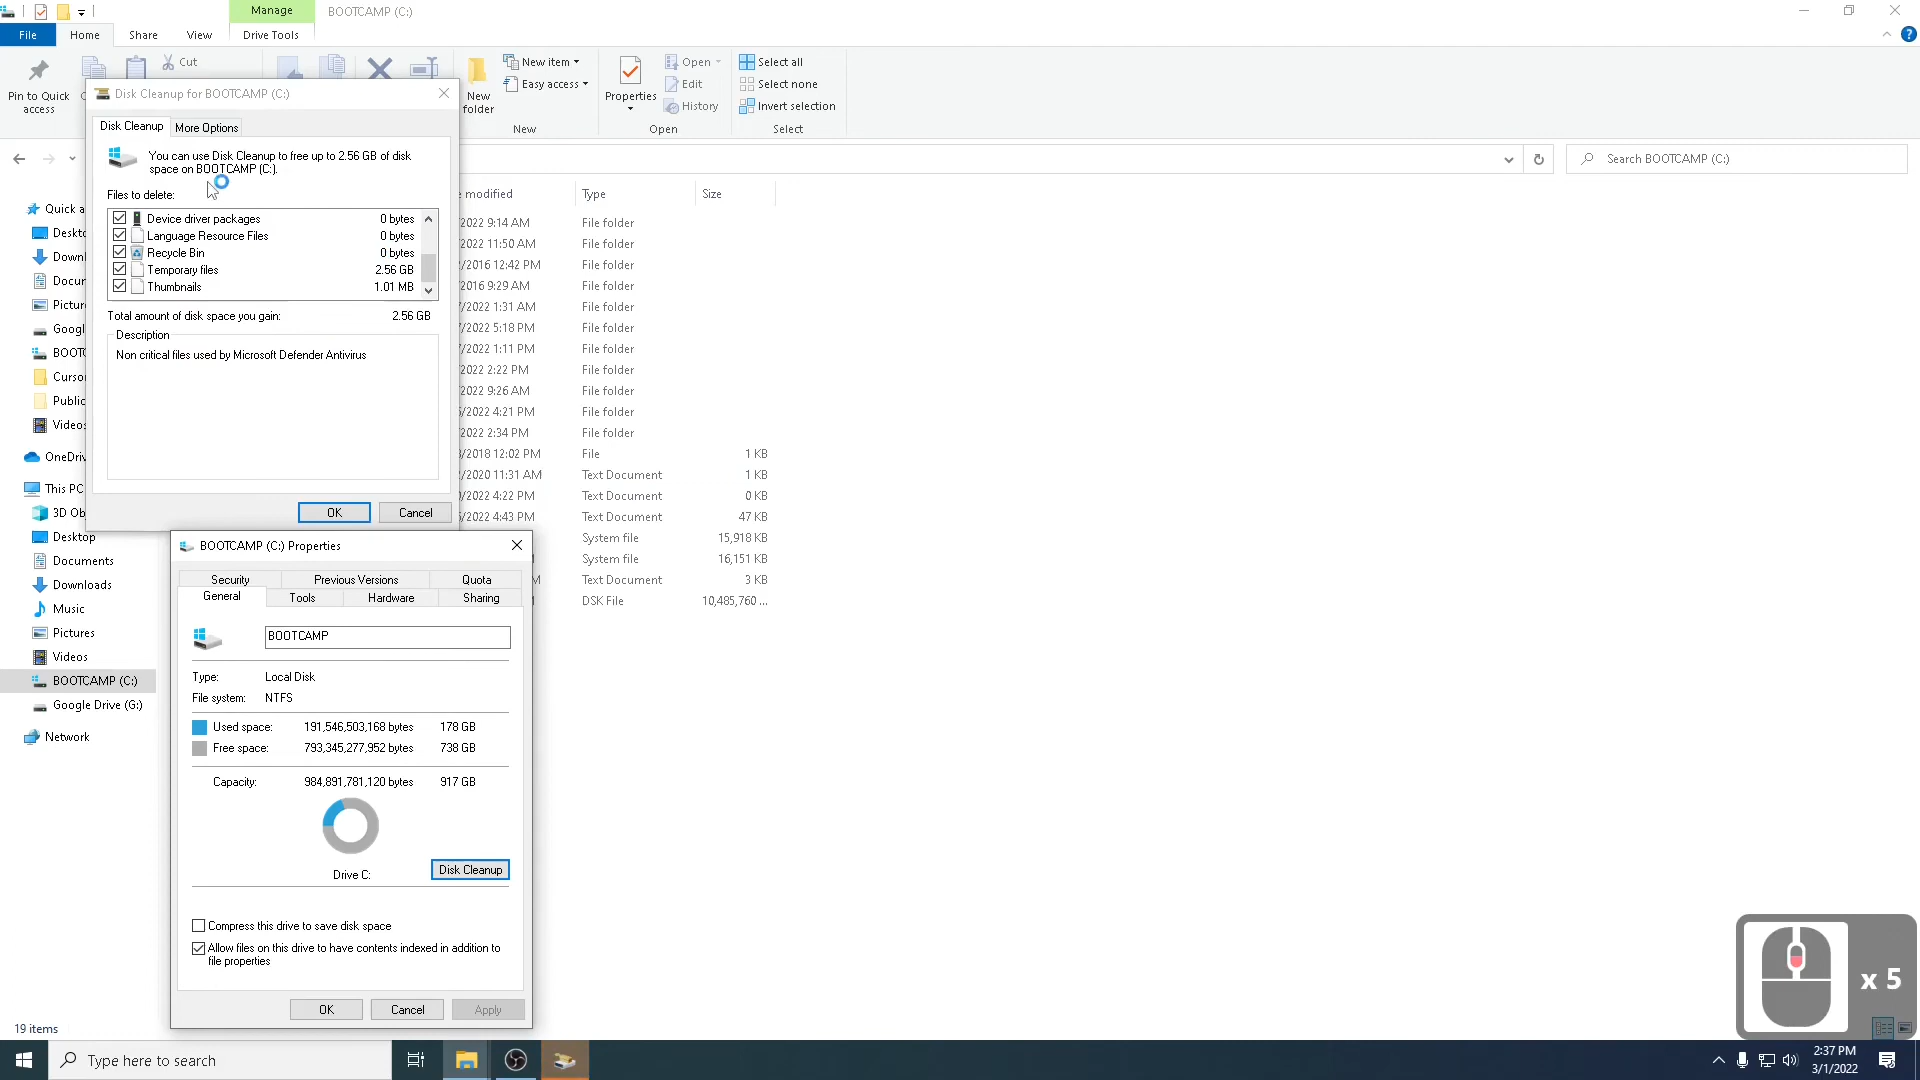 Manage
BOOTCAMP (C:)
File
Home
Share
View
Drive Tools
Pin to Quick
access
Cut
New
folder
New item
Easy access
New
Properties
Open
Edit
History
Open
Select all
Select none
Invert selection
Select
Disk Cleanup for BOOTCAMP (C:)
Disk Cleanup
More Options
You can use Disk Cleanup to free up to 2.56 GB of disk
space on BOOTCAMP (C:).
Files to delete:
Device driver packages 0 bytes
Language Resource Files 0 bytes
Recycle Bin 0 bytes
Temporary files 2.56 GB
Thumbnails 1.01 MB
Total amount of disk space you gain: 2.56 GB
Description
Non critical files used by Microsoft Defender Antivirus
OK
Cancel
Search BOOTCAMP (C:)
e modified Type Size
/2022 9:14 AM File folder
/2022 11:50 AM File folder
/2016 12:42 PM File folder
/2016 9:29 AM File folder
/2022 1:31 AM File folder
/2022 5:18 PM File folder
/2022 1:11 PM File folder
/2022 2:22 PM File folder
/2022 9:26 AM File folder
/2022 4:21 PM File folder
/2022 2:34 PM File folder
/2018 12:02 PM File 1 KB
/2020 11:31 AM Text Document 1 KB
/2022 4:22 PM Text Document 0 KB
/2022 4:43 PM Text Document 47 KB
System file 15,918 KB
System file 16,151 KB
M Text Document 3 KB
DSK File 10,485,760 ...
Quick a
Deskto
Downl
Docur
Pictur
Googl
BOOT
Curso
Public
Videos
OneDriv
This PC
3D Ob
Desktop
Documents
Downloads
Music
Pictures
Videos
BOOTCAMP (C:)
Google Drive (G:)
Network
BOOTCAMP (C:) Properties
Security
Previous Versions
Quota
General
Tools
Hardware
Sharing
BOOTCAMP
Type: Local Disk
File system: NTFS
Used space: 191,546,503,168 bytes 178 GB
Free space: 793,345,277,952 bytes 738 GB
Capacity: 984,891,781,120 bytes 917 GB
Drive C:
Disk Cleanup
Compress this drive to save disk space
Allow files on this drive to have contents indexed in addition to
file properties
OK
Cancel
Apply
x 5
19 items
Type here to search
2:37 PM
3/1/2022